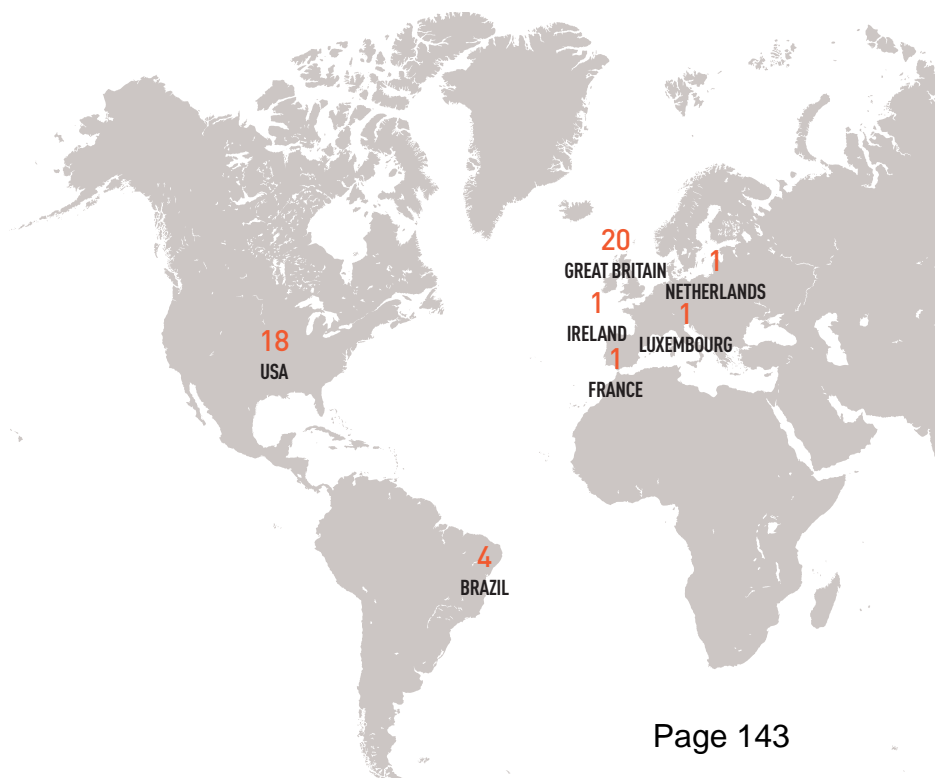 20
GREAT BRITAIN
1
NETHERLANDS
1
IRELAND
1
LUXEMBOURG
18
USA
1
FRANCE
4
BRAZIL
Page 143